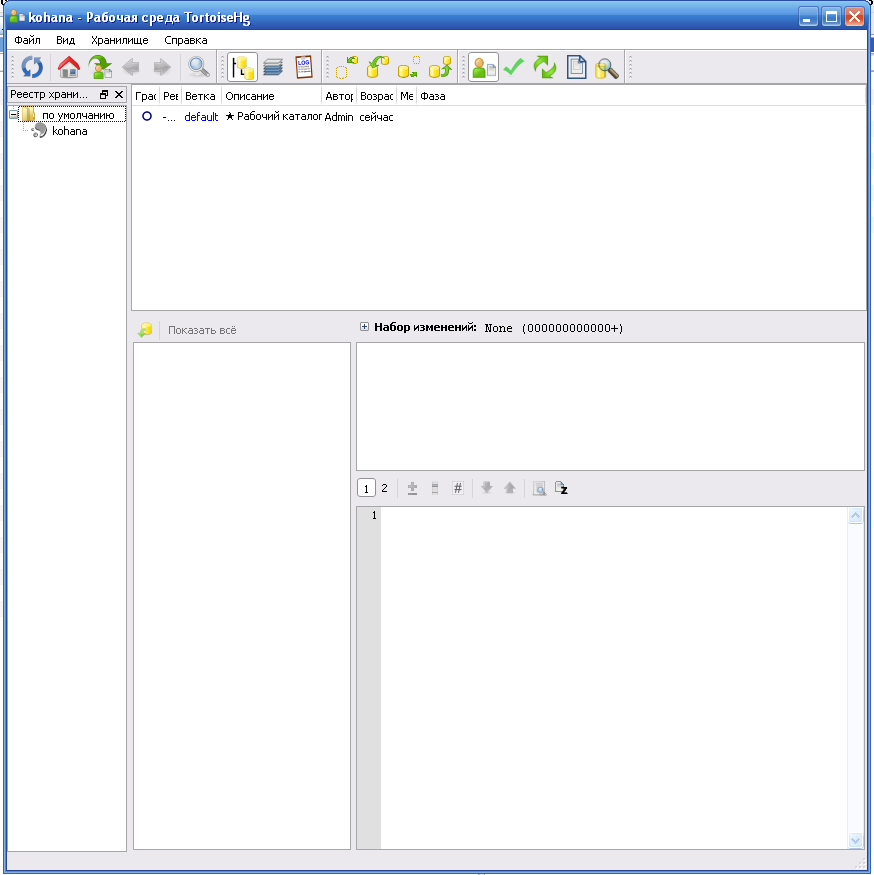 kohana - Рабочая среда TortoiseHg
Файл Вид Хранилище Справка
LOG
Реестр храни...
по умолчанию
kohana
Граф Рев Ветка Описание Автор Возрас Ме Фаза
-... default ★ Рабочий каталог Admin сейчас
Показать всё
Набор изменений: None (000000000000+)
1 2 # z
1